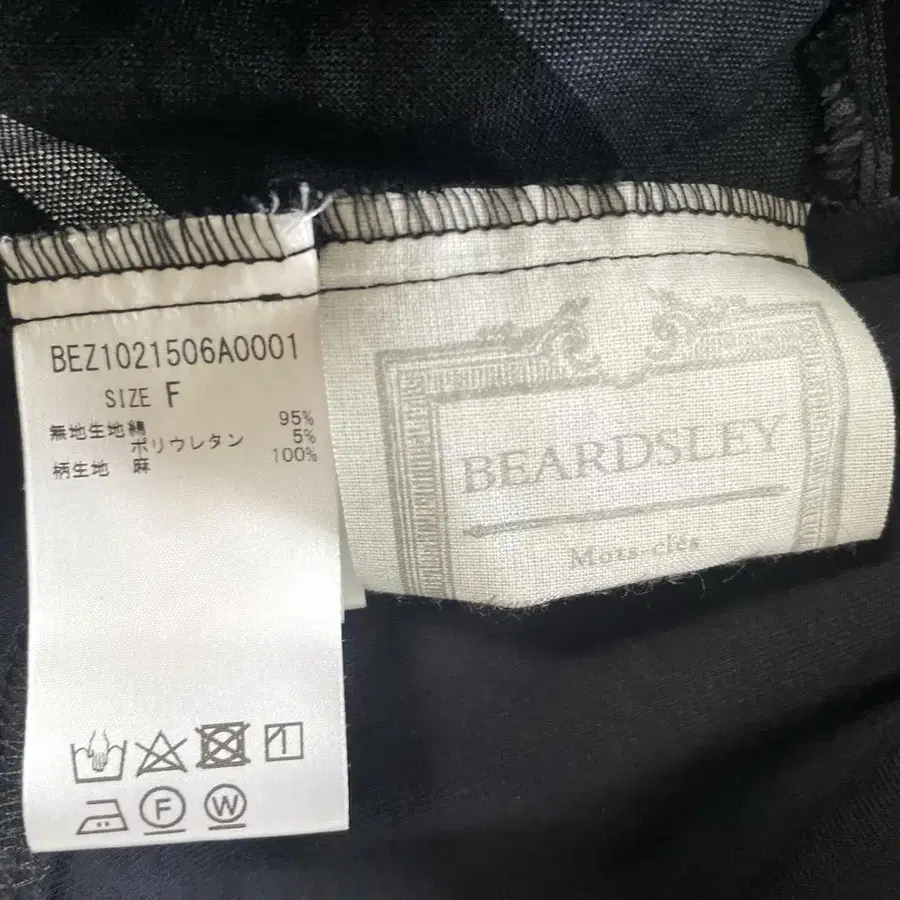 BEZ1021506A0001
SIZE F
無地生地綿 95%
ポリウレタン 5%
柄生地 麻 100%
F
W
BEARDSLEY
Mots-clés